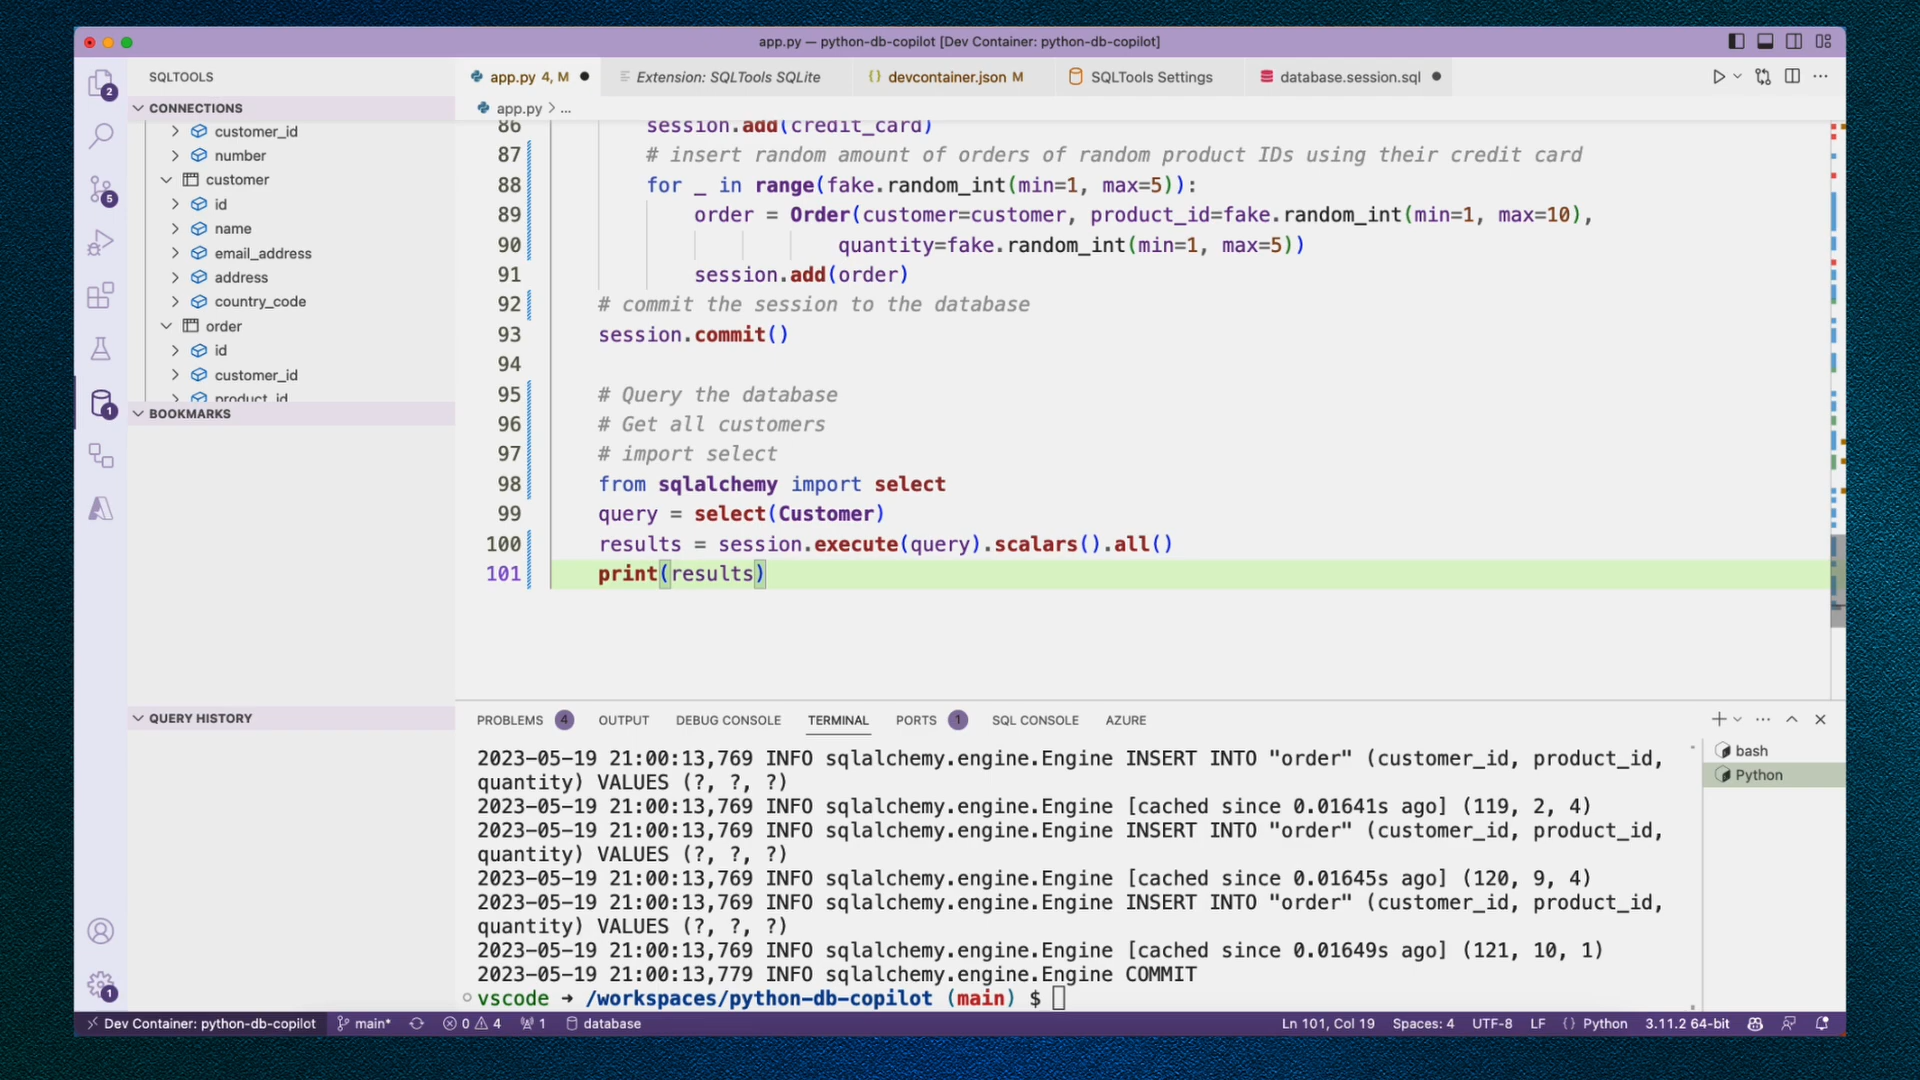 app.py — python-db-copilot [Dev Container: python-db-copilot]
SQLTOOLS
app.py 4, M
Extension: SQLTools SQLite
devcontainer.json M
SQLTools Settings
database.session.sql
CONNECTIONS
app.py > ...
customer_id
number
customer
id
name
email_address
address
country_code
order
id
customer_id
product_id
BOOKMARKS
QUERY HISTORY
2
5
1
1
86 session.add(credit_card)
87 # insert random amount of orders of random product IDs using their credit card
88 for _ in range(fake.random_int(min=1, max=5)):
89 order = Order(customer=customer, product_id=fake.random_int(min=1, max=10),
90 quantity=fake.random_int(min=1, max=5))
91 session.add(order)
92 # commit the session to the database
93 session.commit()
94
95 # Query the database
96 # Get all customers
97 # import select
98 from sqlalchemy import select
99 query = select(Customer)
100 results = session.execute(query).scalars().all()
101 print(results)
PROBLEMS 4 OUTPUT DEBUG CONSOLE TERMINAL PORTS 1 SQL CONSOLE AZURE
2023-05-19 21:00:13,769 INFO sqlalchemy.engine.Engine INSERT INTO "order" (customer_id, product_id,
quantity) VALUES (?, ?, ?)
2023-05-19 21:00:13,769 INFO sqlalchemy.engine.Engine [cached since 0.01641s ago] (119, 2, 4)
2023-05-19 21:00:13,769 INFO sqlalchemy.engine.Engine INSERT INTO "order" (customer_id, product_id,
quantity) VALUES (?, ?, ?)
2023-05-19 21:00:13,769 INFO sqlalchemy.engine.Engine [cached since 0.01645s ago] (120, 9, 4)
2023-05-19 21:00:13,769 INFO sqlalchemy.engine.Engine INSERT INTO "order" (customer_id, product_id,
quantity) VALUES (?, ?, ?)
2023-05-19 21:00:13,769 INFO sqlalchemy.engine.Engine [cached since 0.01649s ago] (121, 10, 1)
2023-05-19 21:00:13,779 INFO sqlalchemy.engine.Engine COMMIT
vscode ➜ /workspaces/python-db-copilot (main) $
bash
Python
Dev Container: python-db-copilot main* 0 4 1 database Ln 101, Col 19 Spaces: 4 UTF-8 LF {} Python 3.11.2 64-bit